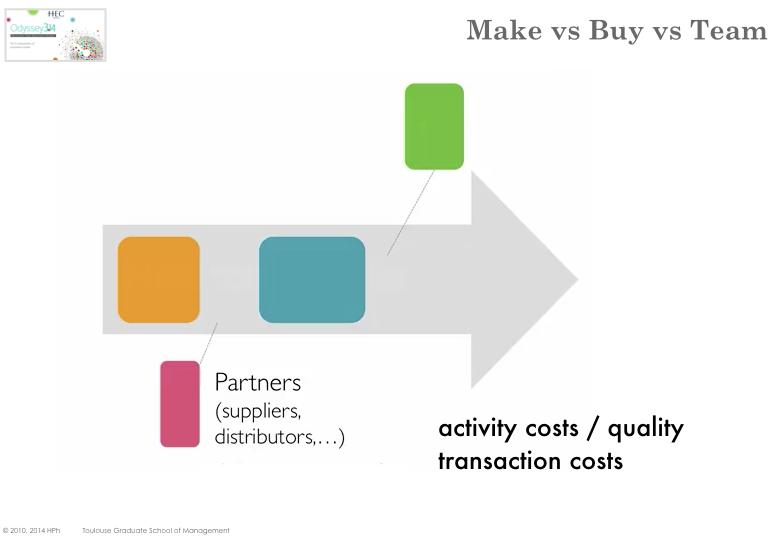 HEC
Odyssey3.14
Make vs Buy vs Team
Partners
(suppliers,
distributors,…)
activity costs / quality
transaction costs
© 2010, 2014 HPh Toulouse Graduate School of Management